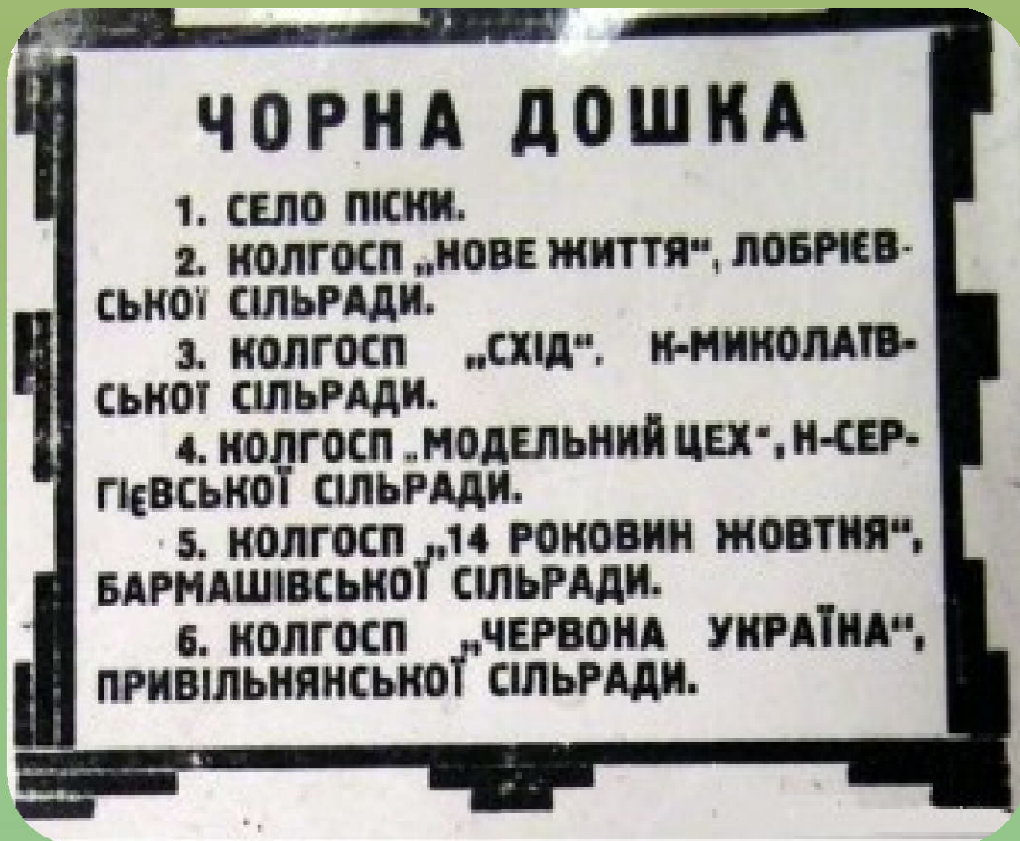 ЧОРНА ДОШКА
1. СЕЛО ПІСКИ.
2. КОЛГОСП „НОВЕ ЖИТТЯ“, ЛОБРІЄВ-
СЬКОЇ СІЛЬРАДИ.
3. КОЛГОСП „СХІД“. К-МИКОЛАЇВ-
СЬКОЇ СІЛЬРАДИ.
4. КОЛГОСП „МОДЕЛЬНИЙ ЦЕХ“, Н-СЕР-
ГІЄВСЬКОЇ СІЛЬРАДИ.
5. КОЛГОСП „14 РОКОВИН ЖОВТНЯ“,
БАРМАШІВСЬКОЇ СІЛЬРАДИ.
6. КОЛГОСП „ЧЕРВОНА УКРАЇНА“,
ПРИВІЛЬНЯНСЬКОЇ СІЛЬРАДИ.